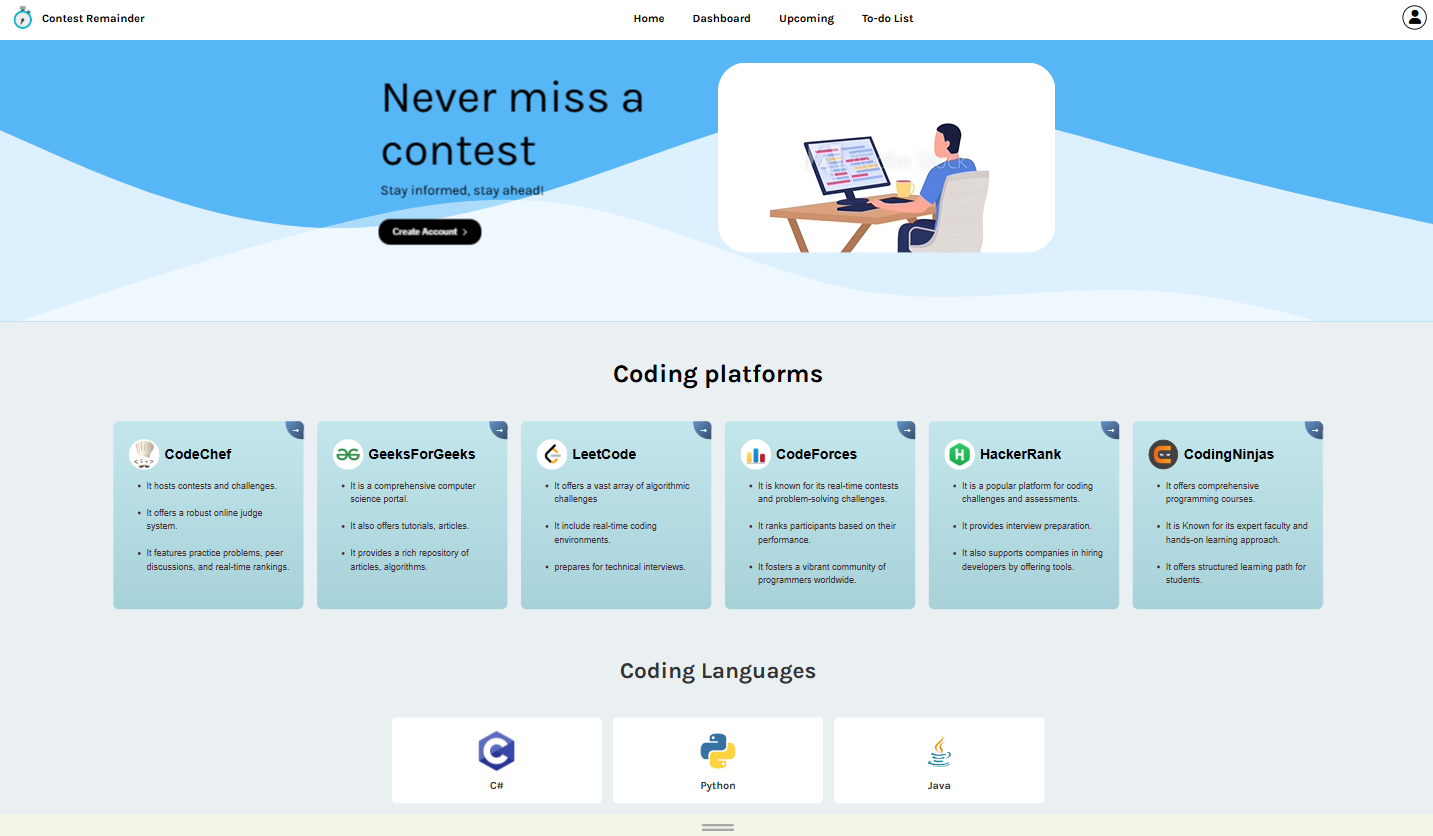 Contest Remainder
Home
Dashboard
Upcoming
To-do List
Never miss a
contest
Stay informed, stay ahead!
Create Account >
Coding platforms
CodeChef
• It hosts contests and challenges.
• It offers a robust online judge
system.
• It features practice problems, peer
discussions, and real-time rankings.
GeeksForGeeks
• It is a comprehensive computer
science portal.
• It also offers tutorials, articles.
• It provides a rich repository of
articles, algorithms.
LeetCode
• It offers a vast array of algorithmic
challenges
• It include real-time coding
environments.
• prepares for technical interviews.
CodeForces
• It is known for its real-time contests
and problem-solving challenges.
• It ranks participants based on their
performance.
• It fosters a vibrant community of
programmers worldwide.
HackerRank
• It is a popular platform for coding
challenges and assessments.
• It provides interview preparation.
• It also supports companies in hiring
developers by offering tools.
CodingNinjas
• It offers comprehensive
programming courses.
• It is Known for its expert faculty and
hands-on learning approach.
• It offers structured learning path for
students.
Coding Languages
C#
Python
Java